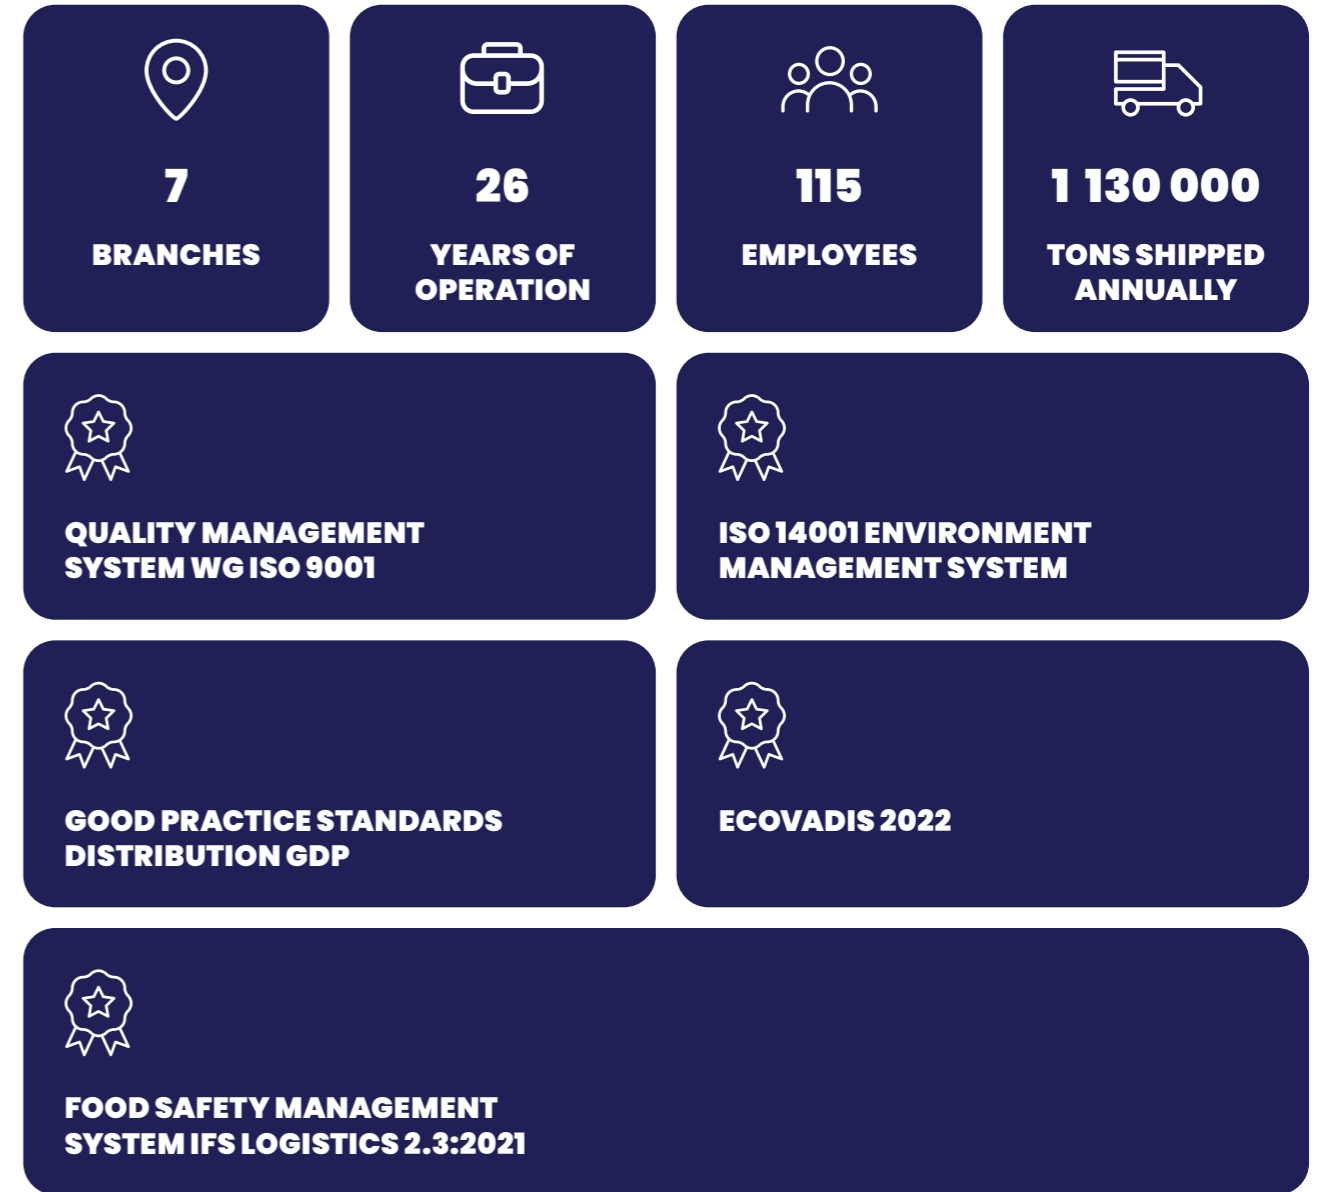 7
BRANCHES
26
YEARS OF
OPERATION
115
EMPLOYEES
1 130 000
TONS SHIPPED
ANNUALLY
QUALITY MANAGEMENT
SYSTEM WG ISO 9001
ISO 14001 ENVIRONMENT
MANAGEMENT SYSTEM
GOOD PRACTICE STANDARDS
DISTRIBUTION GDP
ECOVADIS 2022
FOOD SAFETY MANAGEMENT
SYSTEM IFS LOGISTICS 2.3:2021